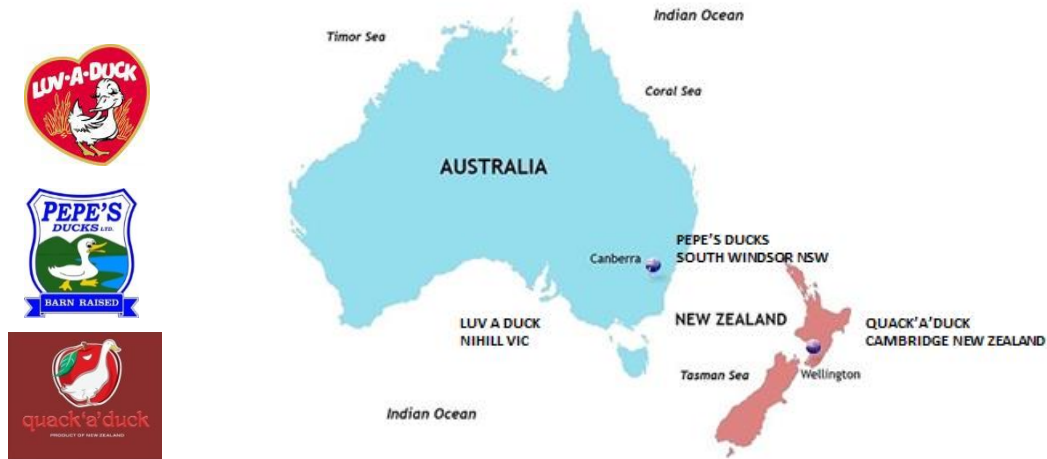 LUV·A·DUCK
PEPE'S
DUCKS LTD.
BARN RAISED
quack'a'duck
PRODUCT OF NEW ZEALAND
Indian Ocean
Timor Sea
Coral Sea
AUSTRALIA
PEPE'S DUCKS
SOUTH WINDSOR NSW
Canberra
LUV A DUCK
NIHILL VIC
NEW ZEALAND
QUACK'A'DUCK
CAMBRIDGE NEW ZEALAND
Tasman Sea
Wellington
Indian Ocean